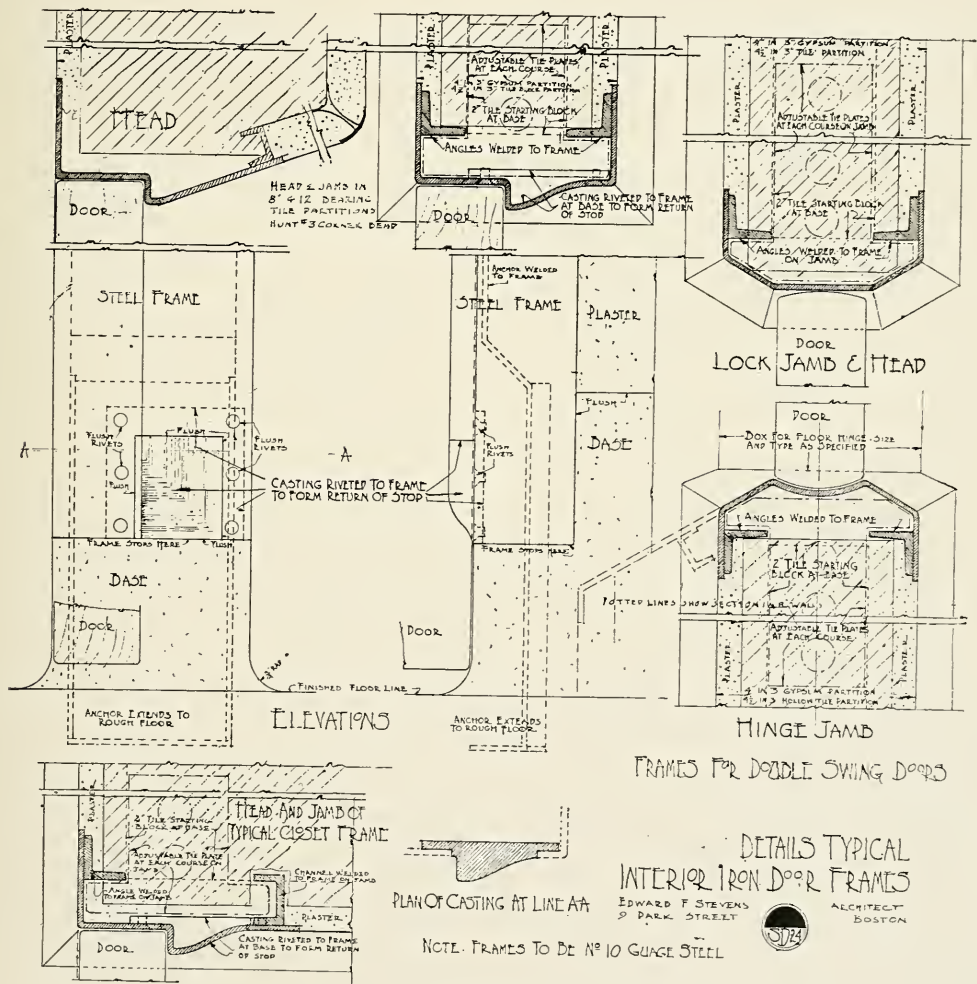 PLASTER
HEAD
DOOR
HEAD & JAMS IN
8" & 12" BEARING
TILE PARTITIONS
HUNT #3 CORNER BEAD
PLASTER
PLASTER
ADJUSTABLE TIE PLATES
AT EACH COURSE
4" IN 3" GYPSUM PARTITION
4½" IN 3" TILE BLOCK PARTITION
2" TILE STARTING
BLOCK AT
BASE
ANGLES WELDED TO FRAME
CASTING RIVETED TO FRAME
AT BASE TO FORM RETURN
OF STOP
DOOR
4" IN 3" GYPSUM PARTITION
4½ IN 3" TILE PARTITION
PLASTER
PLASTER
ADJUSTABLE TIE PLATES
AT EACH COURSE ON JAMB
2" TILE STARTING BLOCK
AT BASE
ANGLES WELDED TO FRAME
ON JAMB
DOOR
LOCK JAMB & HEAD
STEEL FRAME
FLUSH
FLUSH
RIVETS
FLUSH
RIVETS
FLUSH
A
A
CASTING RIVETED TO FRAME
TO FORM RETURN OF STOP
FRAME STOPS HERE
FLUSH
BASE
DOOR
FINISHED FLOOR LINE
ANCHOR EXTENDS TO
ROUGH FLOOR
ELEVATIONS
ANCHOR WELDED
TO FRAME
STEEL FRAME
PLASTER
FLUSH
FLUSH
RIVETS
BASE
FRAME STOPS HERE
DOOR
ANCHOR EXTENDS
TO ROUGH FLOOR
DOOR
BOX FOR FLOOR HINGE-SIZE
AND TYPE AS SPECIFIED
ANGLES WELDED TO FRAME
2" TILE STARTING
BLOCK AT BASE
DOTTED LINES SHOW SECTION IN 8" WALL
ADJUSTABLE TIE PLATES
AT EACH COURSE
PLASTER
PLASTER
4" IN 3 GYPSUM PARTITION
4½ IN 3 HOLLOW TILE PARTITION
HINGE JAMB
FRAMES FOR DOUBLE SWING DOORS
HEAD AND JAMB OF
TYPICAL CLOSET FRAME
PLASTER
2" TILE STARTING
BLOCK AT BASE
ADJUSTABLE TIE PLATE
AT EACH COURSE ON
JAMB
ANGLE WELDED
TO FRAME ON JAMB
CHANNEL WELDED
TO FRAME ON JAMB
PLASTER
CASTING RIVETED TO FRAME
AT BASE TO FORM RETURN
OF STOP
DOOR
PLAN OF CASTING AT LINE AA
NOTE. FRAMES TO BE Nº 10 GUAGE STEEL
DETAILS TYPICAL
INTERIOR IRON DOOR FRAMES
EDWARD F STEVENS ARCHITECT
9 PARK STREET BOSTON
SD24